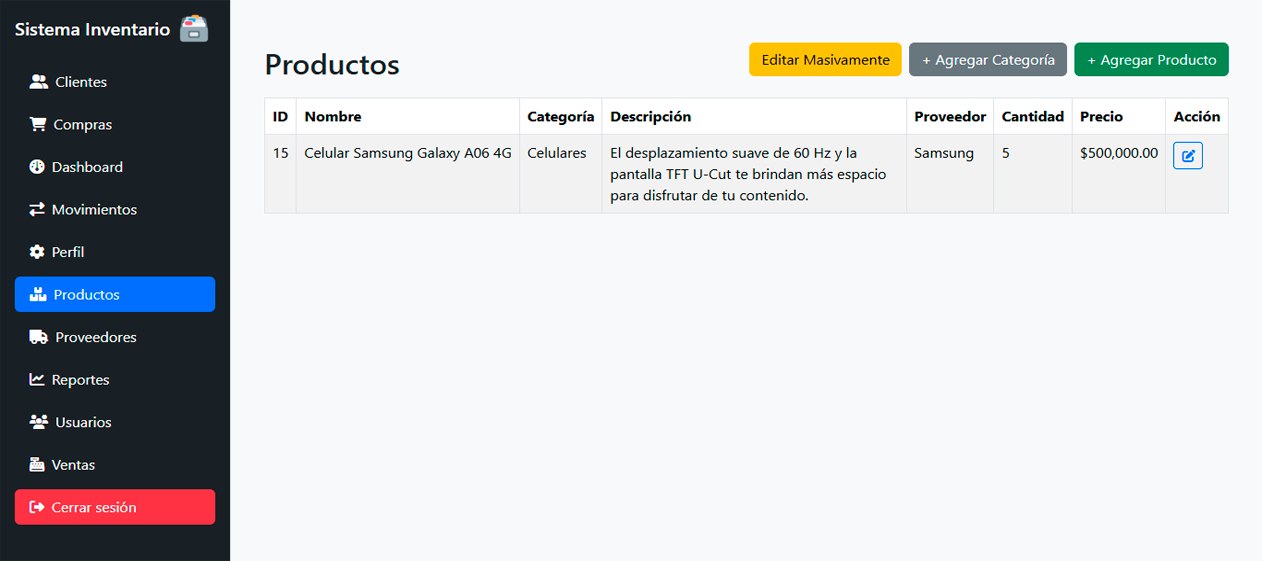 Sistema Inventario
Clientes
Compras
Dashboard
Movimientos
Perfil
Productos
Proveedores
Reportes
Usuarios
Ventas
Cerrar sesión
Productos
Editar Masivamente
+ Agregar Categoría
+ Agregar Producto
ID Nombre Categoría Descripción Proveedor Cantidad Precio Acción
15 Celular Samsung Galaxy A06 4G Celulares El desplazamiento suave de 60 Hz y la Samsung 5 $500,000.00
pantalla TFT U-Cut te brindan más espacio
para disfrutar de tu contenido.